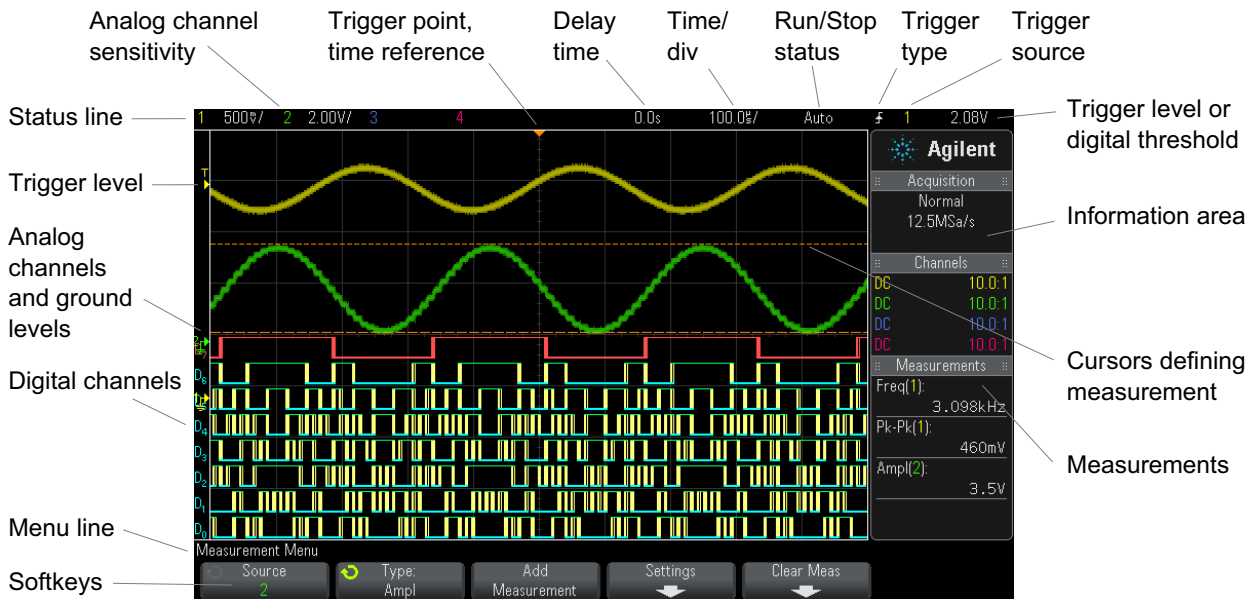 Analog channel
sensitivity
Trigger point,
time reference
Delay
time
Time/
div
Run/Stop
status
Trigger
type
Trigger
source
Status line
1 500mV/ 2 2.00V/ 3 4 0.0s 100.0us/ Auto 1 2.08V
Trigger level or
digital threshold
Trigger level
T
Analog
channels
and ground
levels
Digital channels
D6
D4
D3
D2
D1
D0
Agilent
Acquisition
Normal
12.5MSa/s
Information area
Channels
DC 10.0:1
DC 10.0:1
DC 10.0:1
DC 10.0:1
Cursors defining
measurement
Measurements
Freq(1):
3.098kHz
Pk-Pk(1):
460mV
Ampl(2):
3.5V
Measurements
Menu line
Measurement Menu
Softkeys
Source
2
Type:
Ampl
Add
Measurement
Settings
Clear Meas